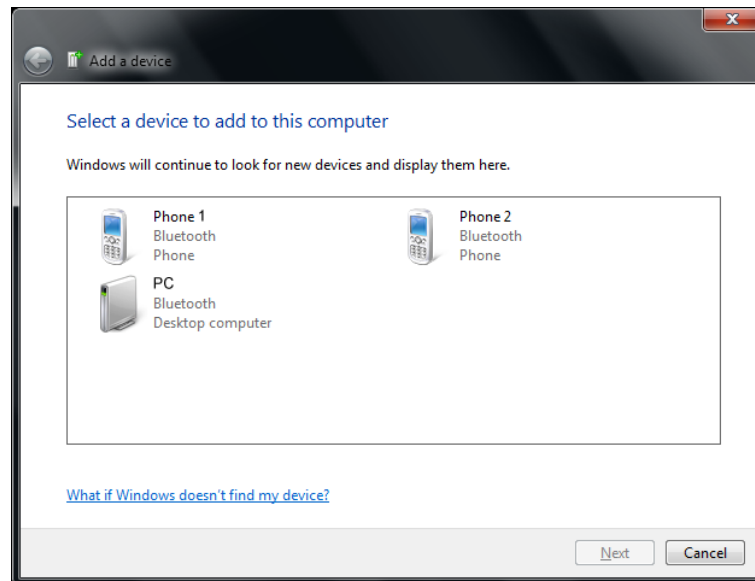 Add a device
Select a device to add to this computer
Windows will continue to look for new devices and display them here.
Phone 1
Bluetooth
Phone
Phone 2
Bluetooth
Phone
PC
Bluetooth
Desktop computer
What if Windows doesn't find my device?
Next
Cancel